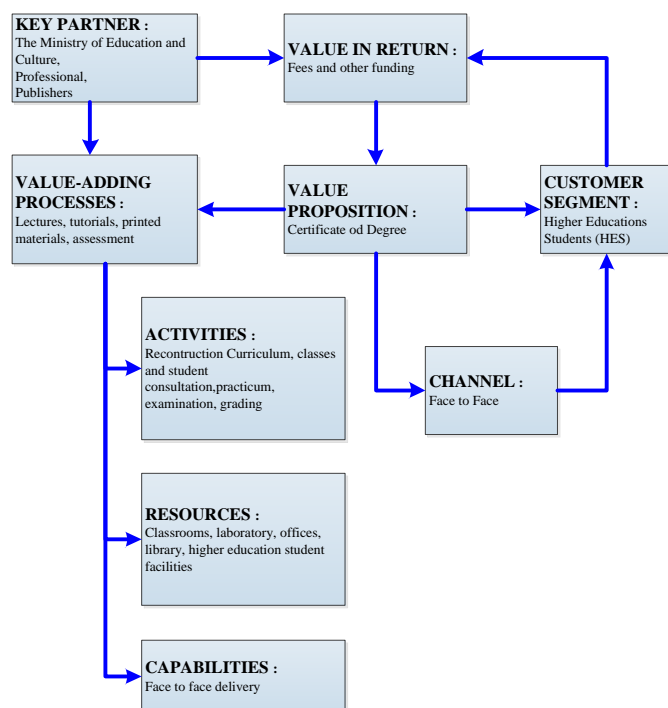 KEY PARTNER :
The Ministry of Education and
Culture,
Professional,
Publishers
VALUE IN RETURN :
Fees and other funding
VALUE-ADDING
PROCESSES :
Lectures, tutorials, printed
materials, assessment
VALUE
PROPOSITION :
Certificate od Degree
CUSTOMER
SEGMENT :
Higher Educations
Students (HES)
ACTIVITIES :
Recontruction Curriculum, classes
and student
consultation,practicum,
examination, grading
CHANNEL :
Face to Face
RESOURCES :
Classrooms, laboratory, offices,
library, higher education student
facilities
CAPABILITIES :
Face to face delivery